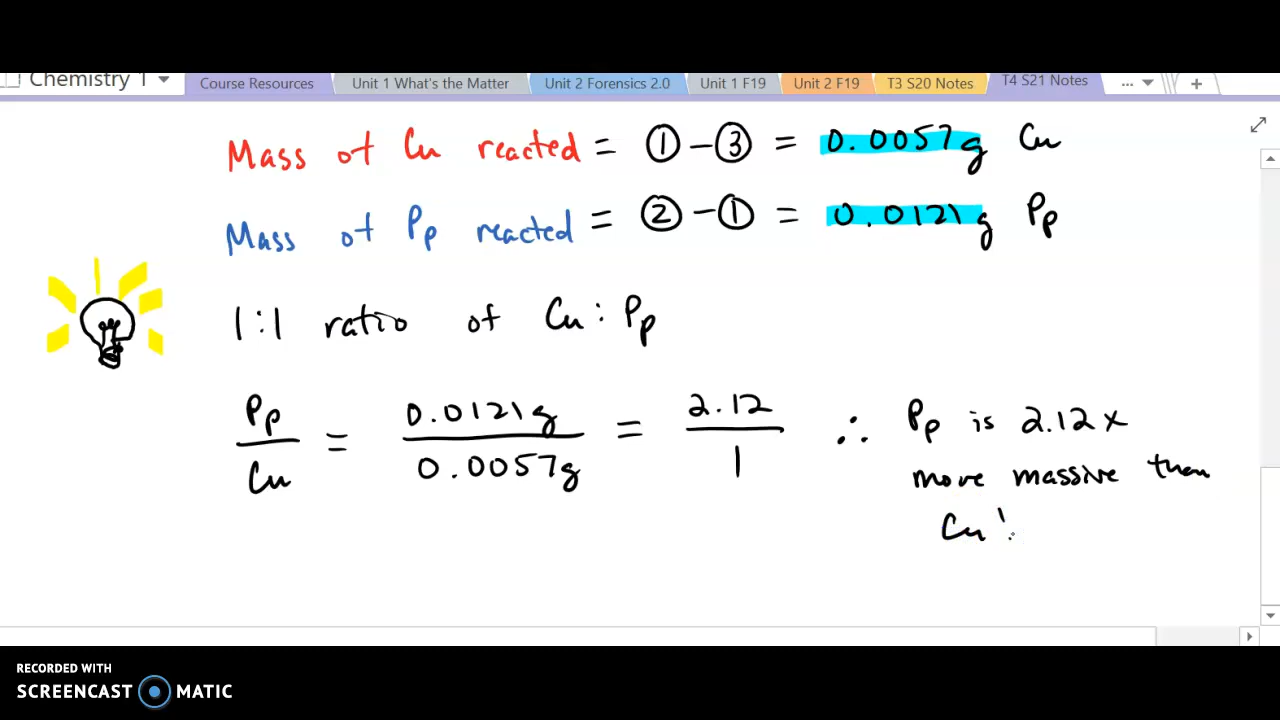 Chemistry 1 Course Resources Unit 1 What's the Matter Unit 2 Forensics 2.0 Unit 1 F19 Unit 2 F19 T3 S20 Notes T4 S21 Notes ...
Mass of Cu reacted = ① - ③ = 0.0057g Cu
Mass of Pp reacted = ② - ① = 0.0121g Pp
1:1 ratio of Cu : Pp
Pp / Cu = 0.0121g / 0.0057g = 2.12 / 1 ∴ Pp is 2.12x
more massive than
Cu
RECORDED WITH
SCREENCAST MATIC